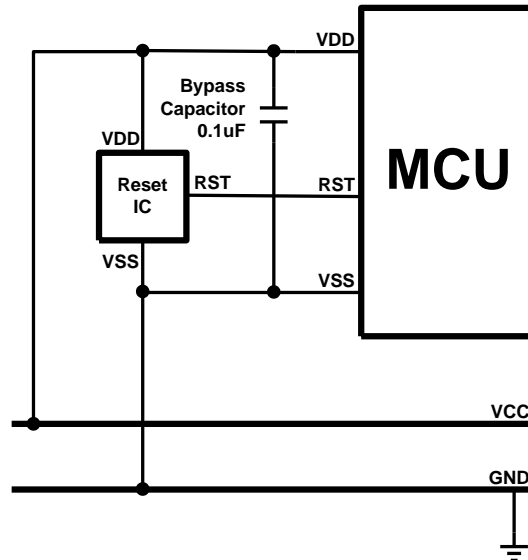 VDD
Bypass
Capacitor
0.1uF
VDD
Reset
IC
RST
RST
MCU
VSS
VSS
VCC
GND